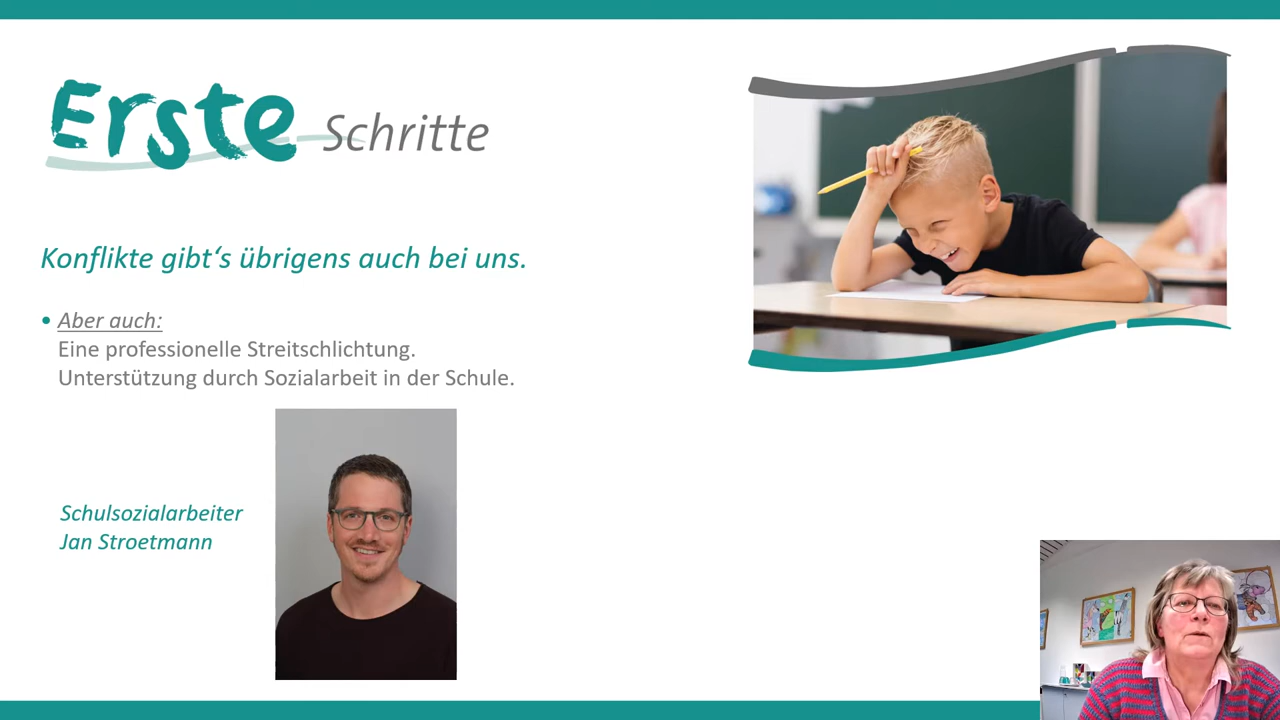 Erste Schritte
Konflikte gibt‘s übrigens auch bei uns.
• Aber auch:
Eine professionelle Streitschlichtung.
Unterstützung durch Sozialarbeit in der Schule.
Schulsozialarbeiter
Jan Stroetmann